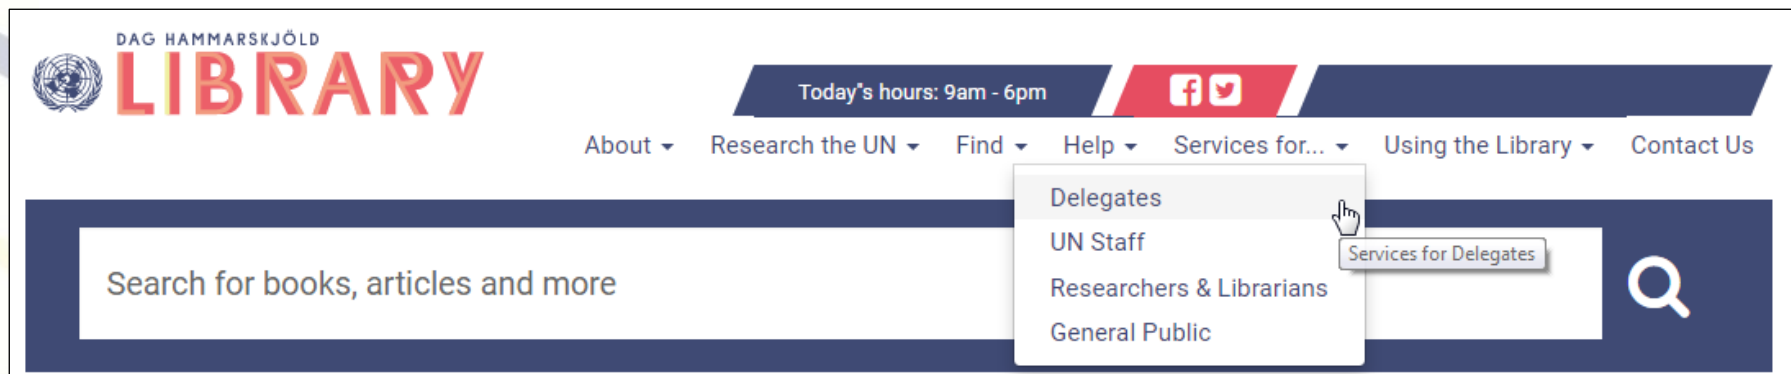 DAG HAMMARSKJÖLD
LIBRARY
Today"s hours: 9am - 6pm
About Research the UN Find Help Services for... Using the Library Contact Us
Delegates
UN Staff
Services for Delegates
Search for books, articles and more
Researchers & Librarians
General Public